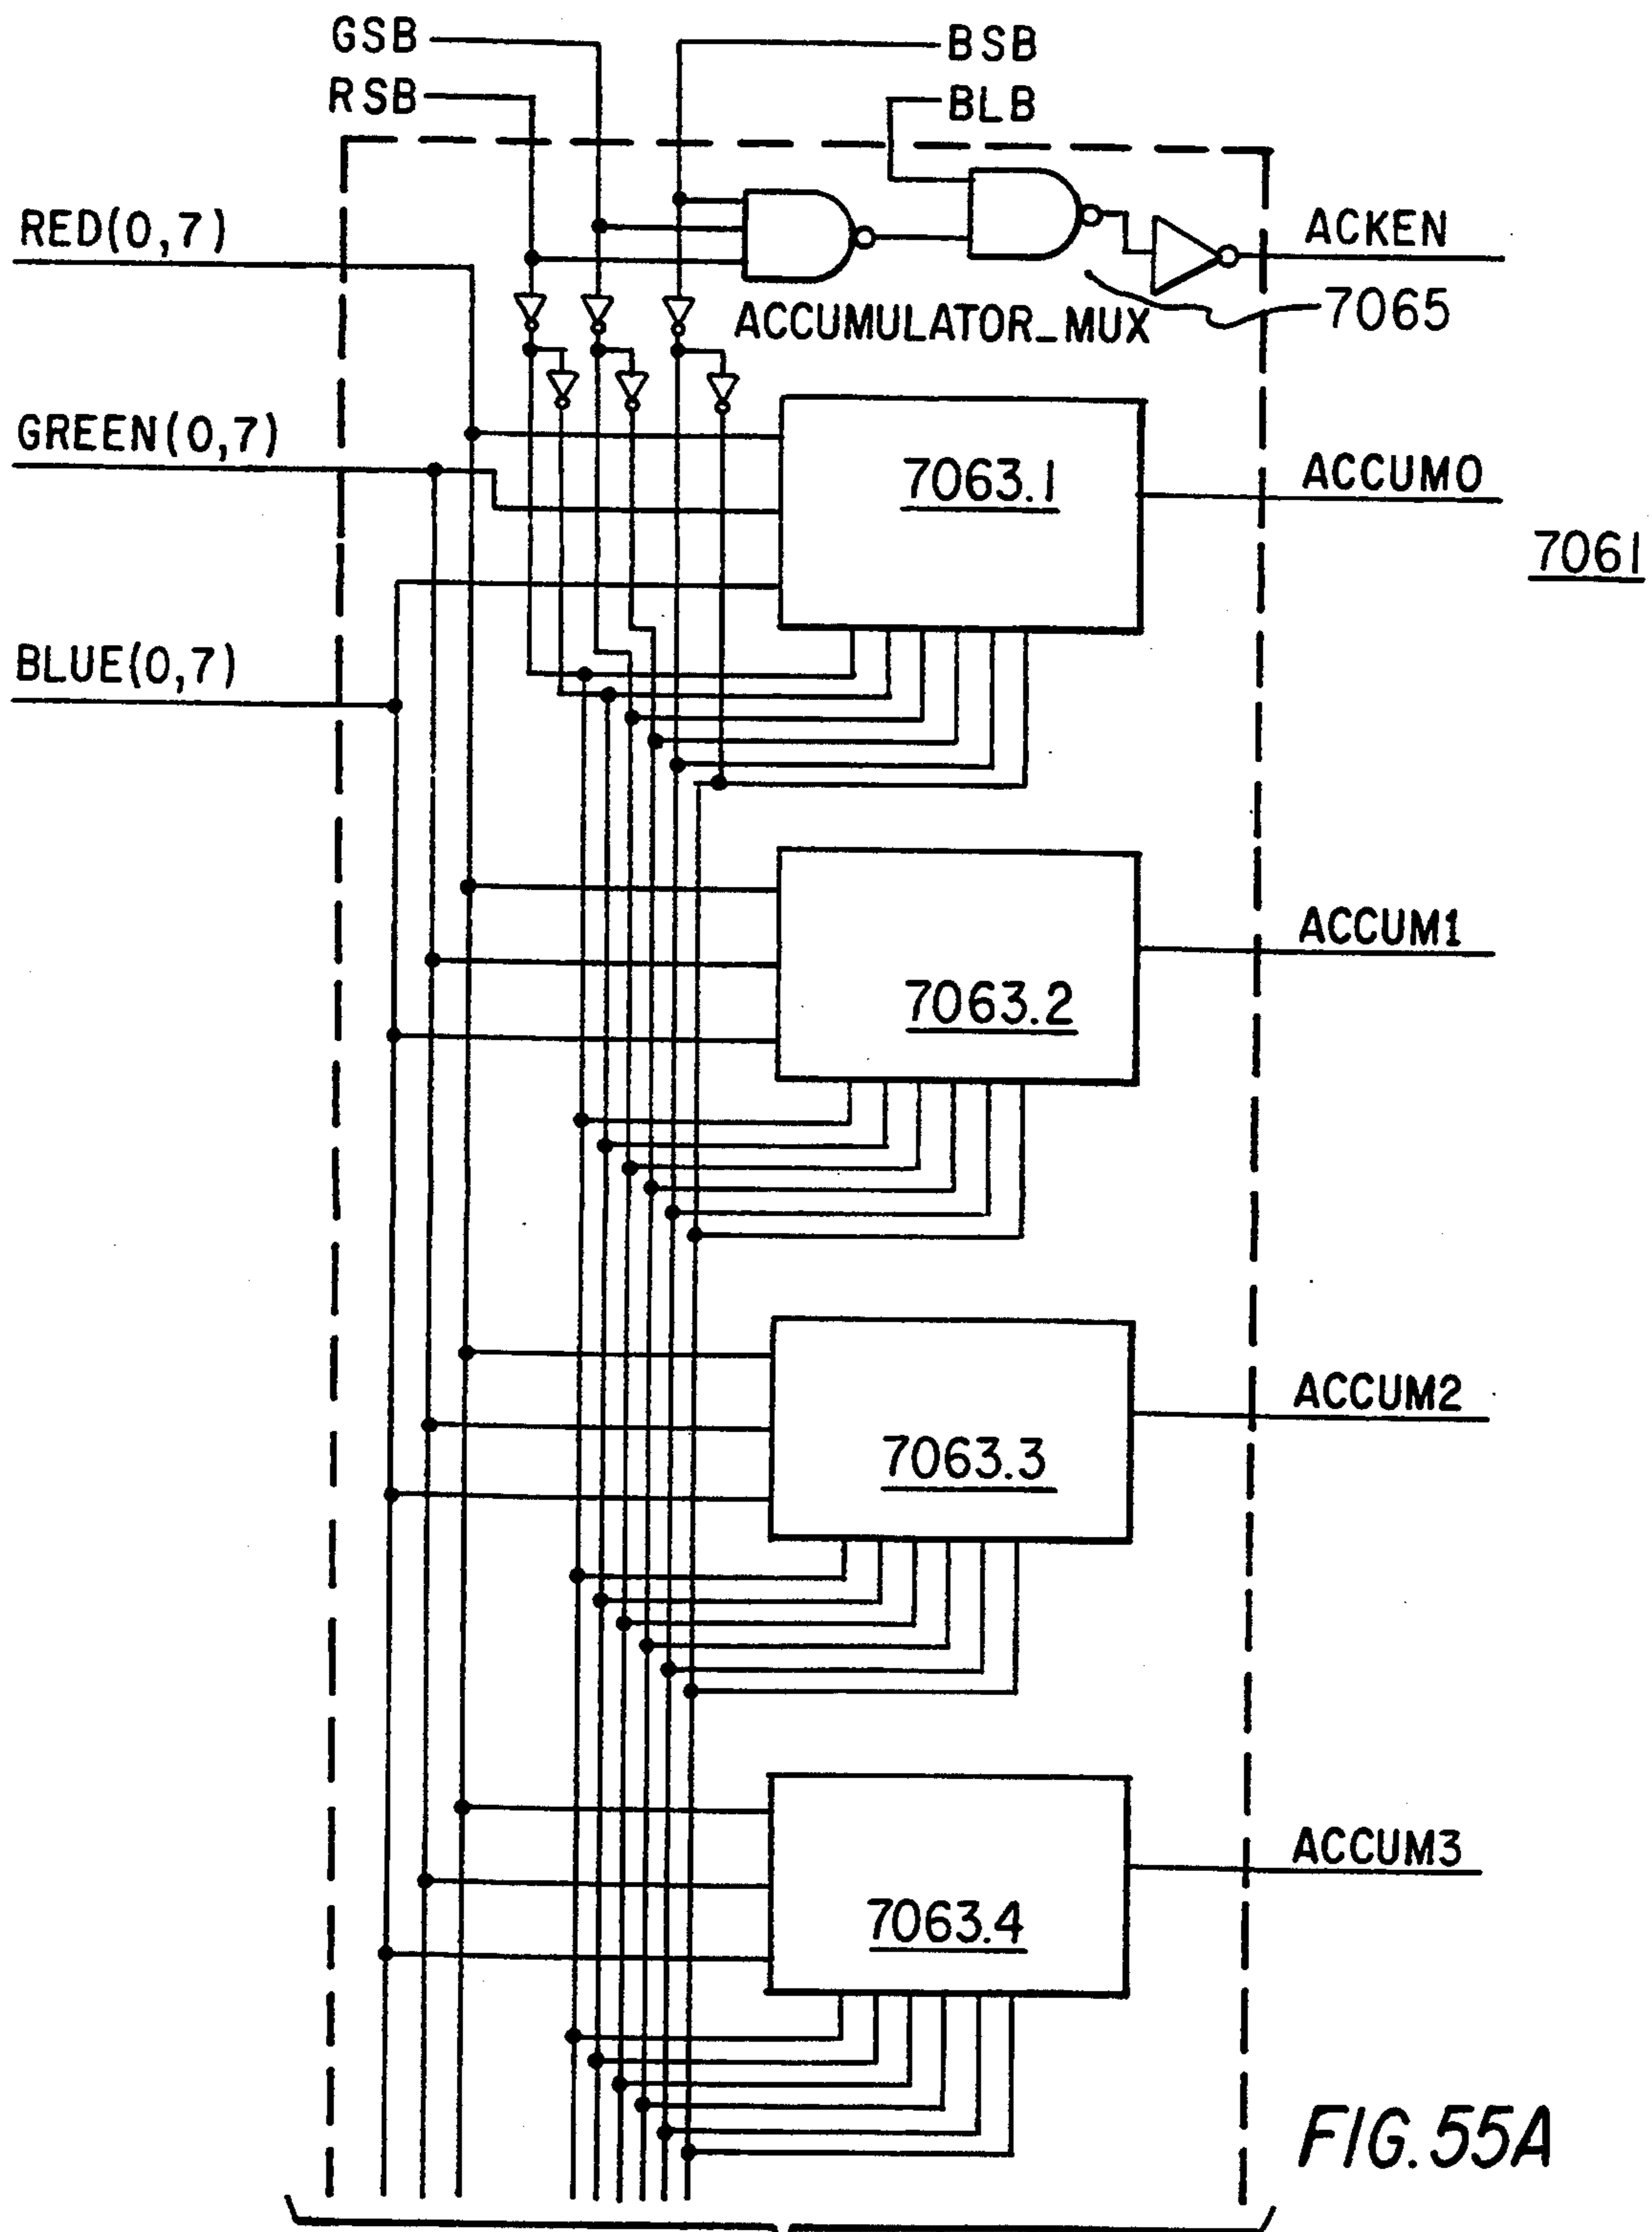 GSB
BSB
RSB
BLB
RED(0,7)
ACKEN
7065
ACCUMULATOR_MUX
GREEN(0,7)
7063.1
ACCUM0
7061
BLUE(0,7)
ACCUM1
7063.2
ACCUM2
7063.3
ACCUM3
7063.4
FIG.55A